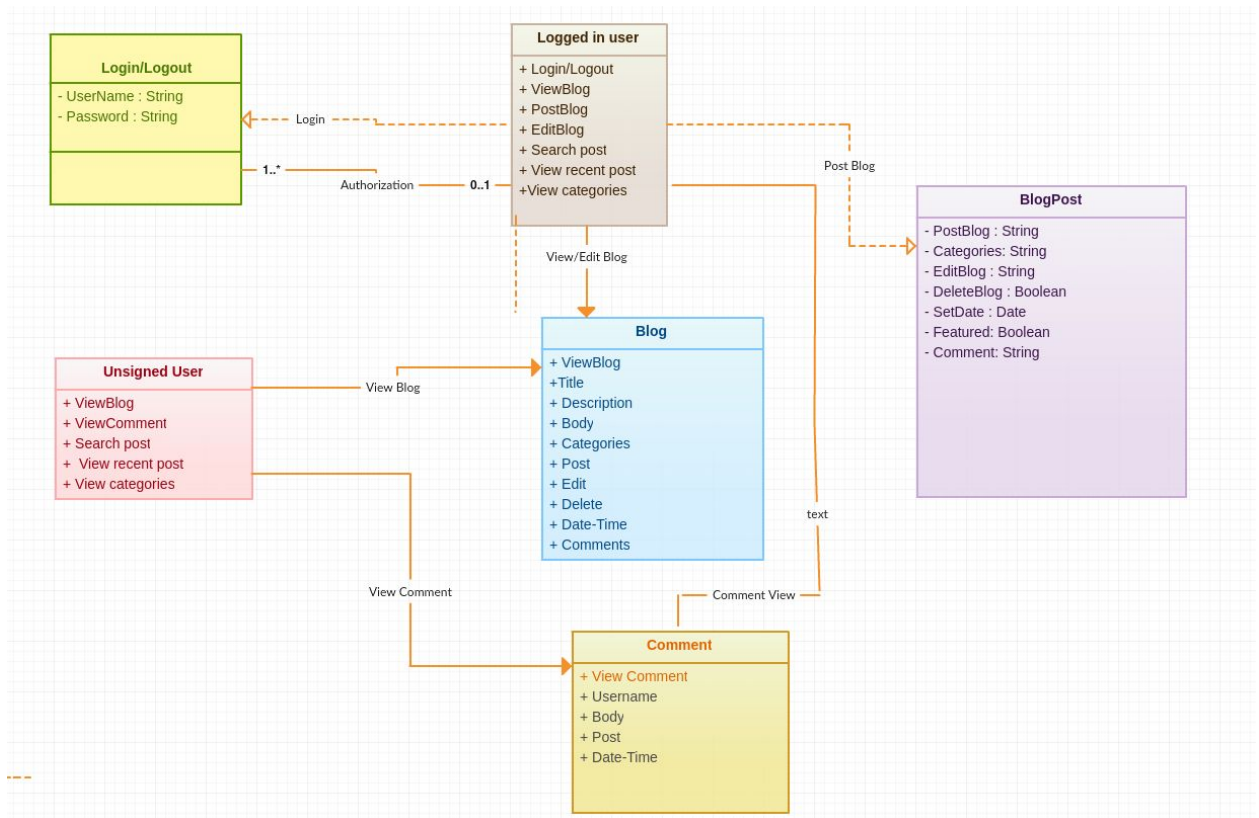 Login/Logout
- UserName : String
- Password : String
Logged in user
+ Login/Logout
+ ViewBlog
+ PostBlog
+ EditBlog
+ Search post
+ View recent post
+View categories
Login
1..*
Authorization
0..1
Post Blog
View/Edit Blog
BlogPost
- PostBlog : String
- Categories: String
- EditBlog : String
- DeleteBlog : Boolean
- SetDate : Date
- Featured: Boolean
- Comment: String
Unsigned User
+ ViewBlog
+ ViewComment
+ Search post
+ View recent post
+ View categories
View Blog
Blog
+ ViewBlog
+Title
+ Description
+ Body
+ Categories
+ Post
+ Edit
+ Delete
+ Date-Time
+ Comments
text
View Comment
Comment View
Comment
+ View Comment
+ Username
+ Body
+ Post
+ Date-Time